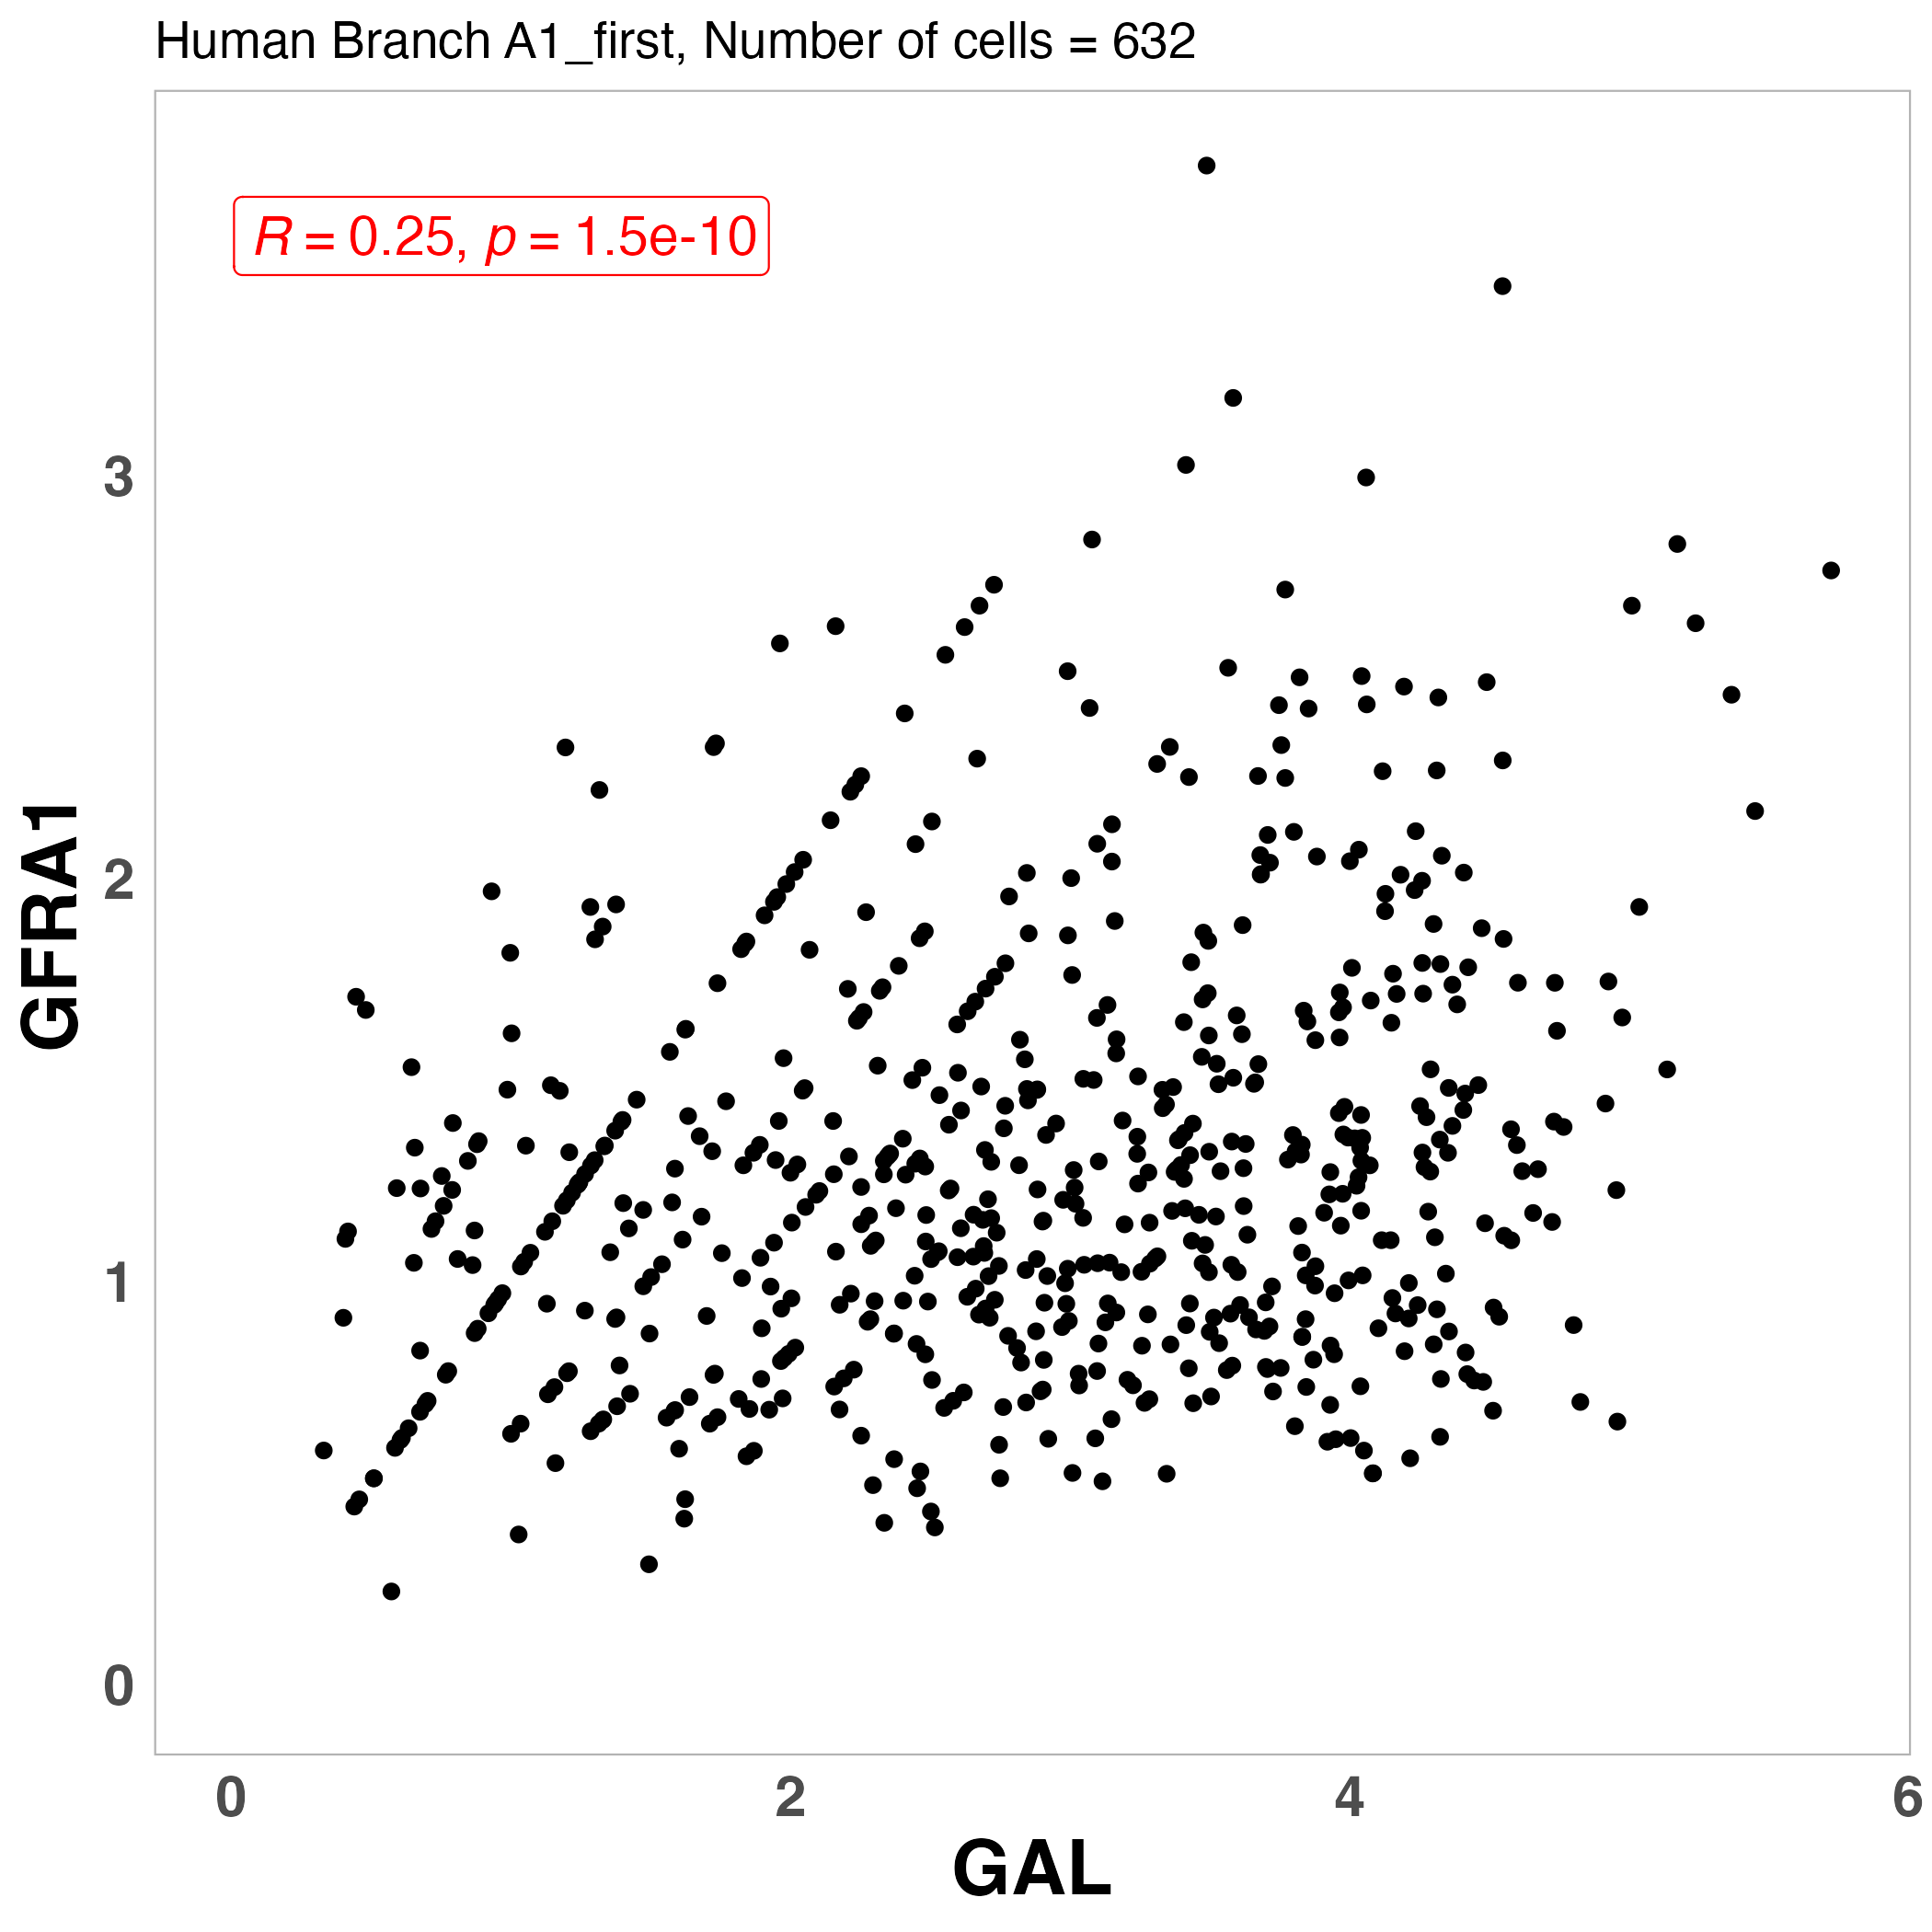 Human Branch A1_first, Number of cells = 632
R = 0.25, p = 1.5e-10
3
2
1
0
GFRA1
0 2 4 6
GAL